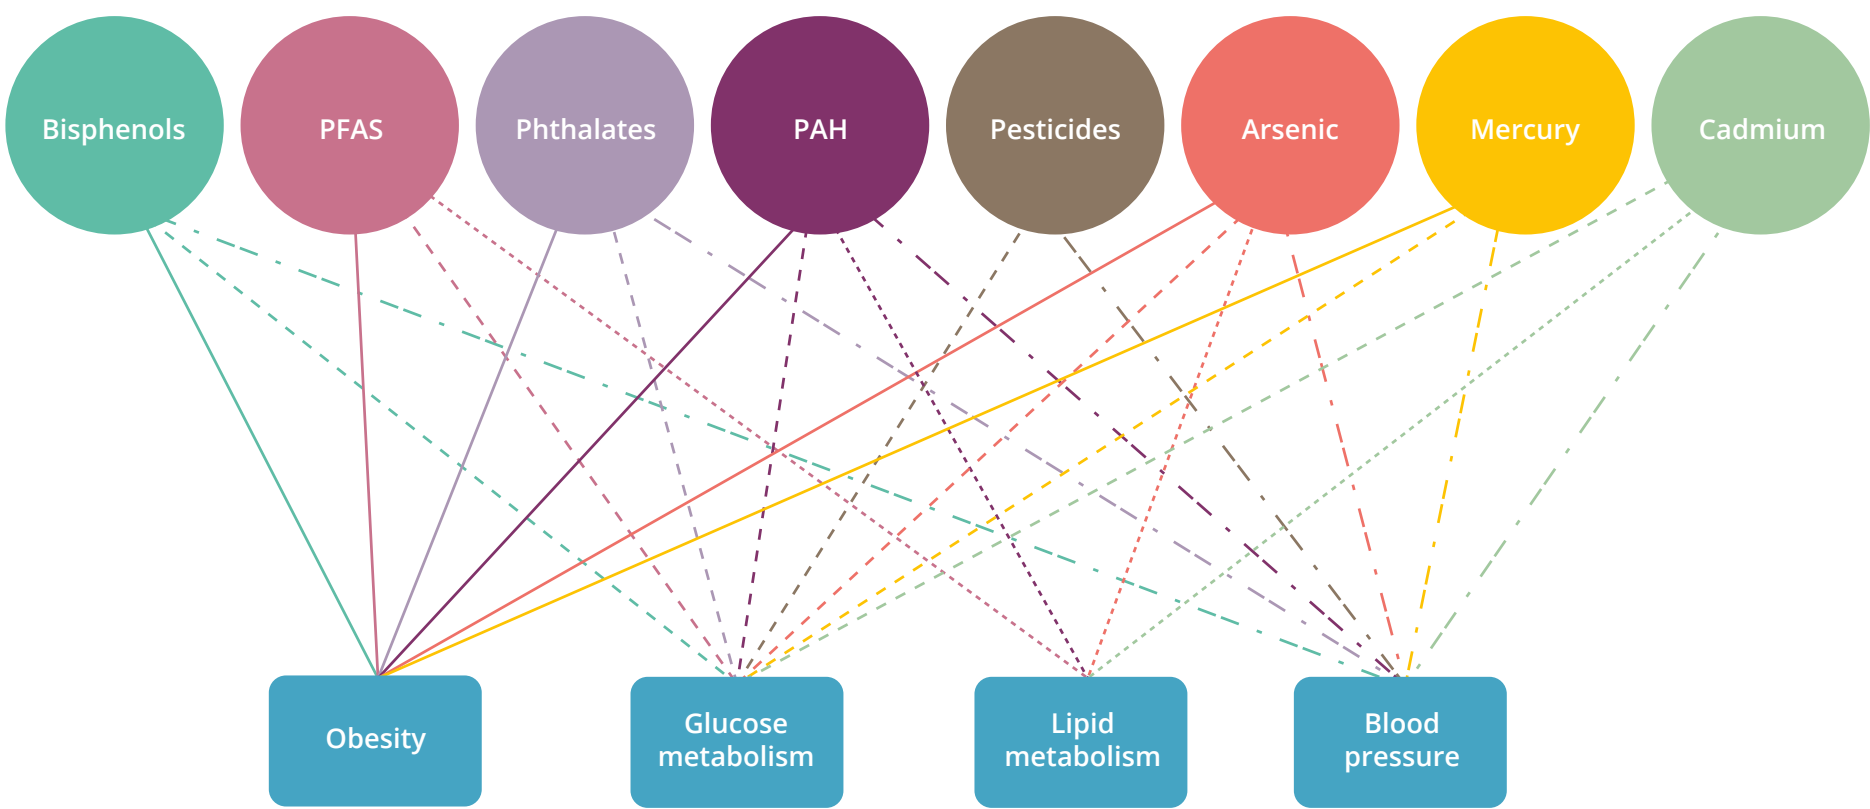 Bisphenols
PFAS
Phthalates
PAH
Pesticides
Arsenic
Mercury
Cadmium
Obesity
Glucose
metabolism
Lipid
metabolism
Blood
pressure